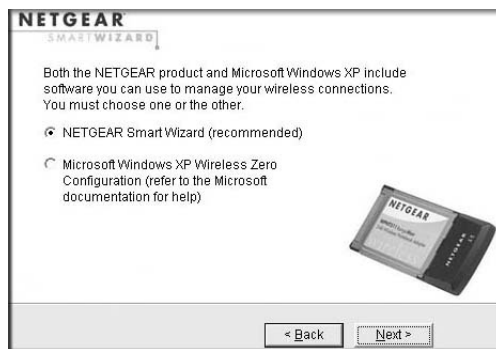 NETGEAR
SMARTWIZARD
Both the NETGEAR product and Microsoft Windows XP include
software you can use to manage your wireless connections.
You must choose one or the other.
NETGEAR Smart Wizard (recommended)
Microsoft Windows XP Wireless Zero
Configuration (refer to the Microsoft
documentation for help)
NETGEAR
NETGEAR
< Back
Next >